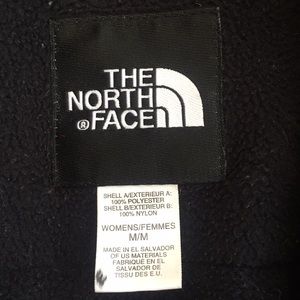 THE
NORTH
® FACE
SHELL A/EXTERIEUR A:
100% POLYESTER
SHELL B/EXTERIEUR B:
100% NYLON
WOMENS/FEMMES
M/M
MADE IN EL SALVADOR
OF US MATERIALS
FABRIQUE EN EL
SALVADOR DE
TISSU DES E.U.